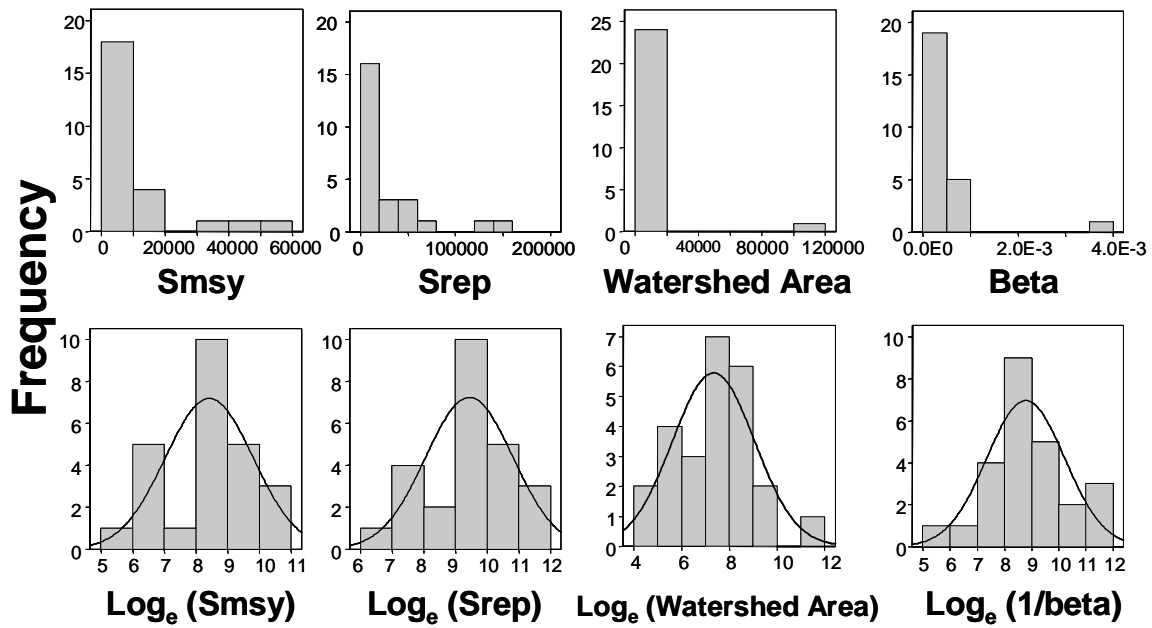 Frequency
20
15
10
5
0
0 20000 40000 60000
Smsy
20
15
10
5
0
0 100000 200000
Srep
25
20
15
10
5
0
0 40000 80000 120000
Watershed Area
20
15
10
5
0
0.0E0 2.0E-3 4.0E-3
Beta
10
8
6
4
2
0
5 6 7 8 9 10 11
Logₑ (Smsy)
10
8
6
4
2
0
6 7 8 9 10 11 12
Logₑ (Srep)
7
6
5
4
3
2
1
0
4 6 8 10 12
Logₑ (Watershed Area)
10
8
6
4
2
0
5 6 7 8 9 10 11 12
Logₑ (1/beta)